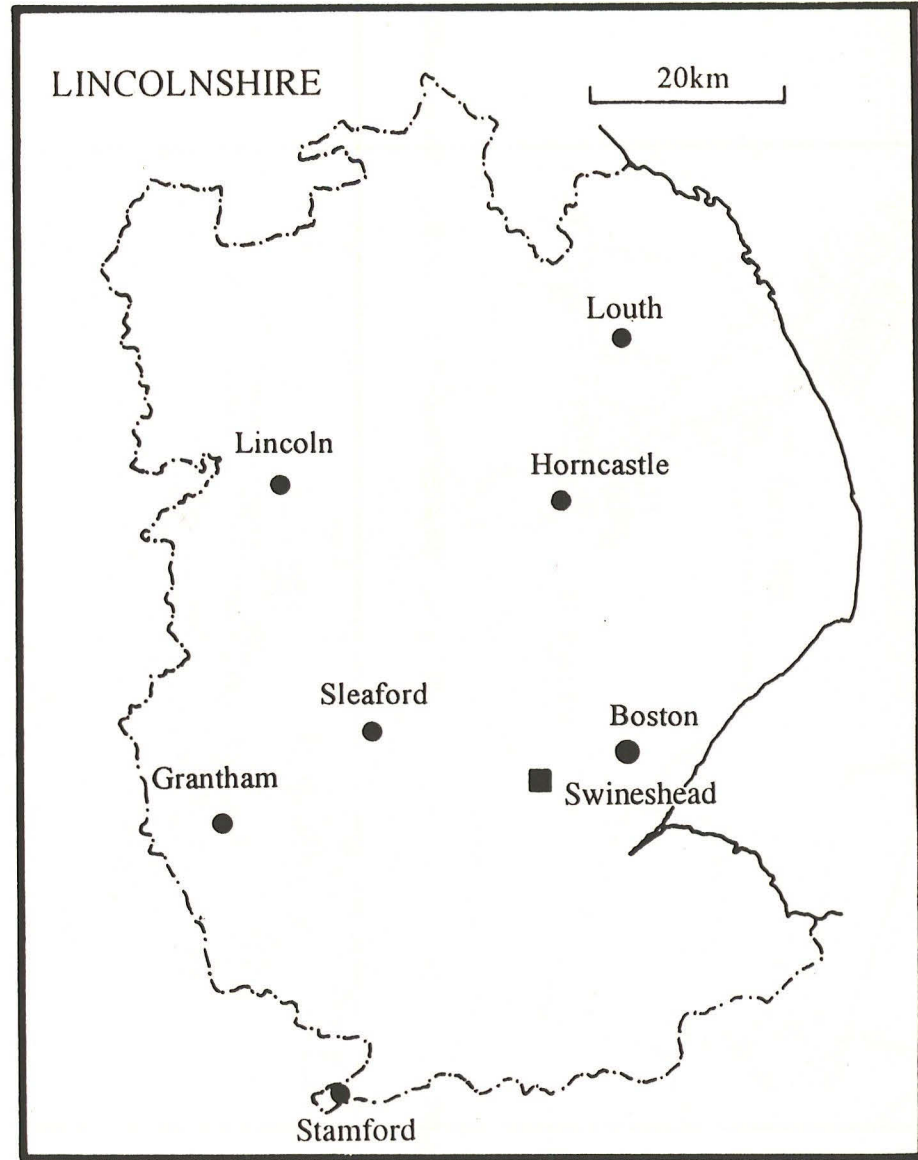 LINCOLNSHIRE
20km
Louth
Lincoln
Horncastle
Sleaford
Boston
Grantham
Swineshead
Stamford